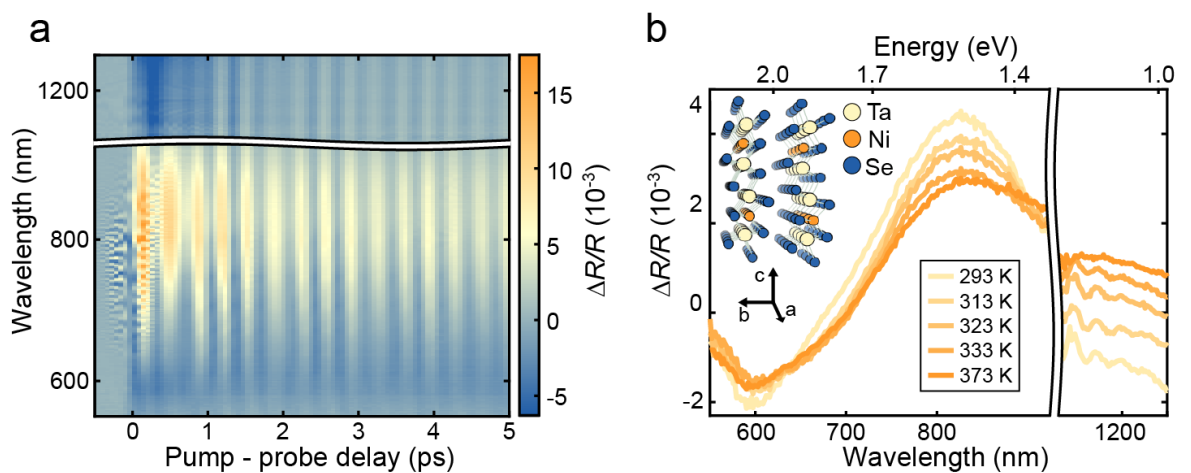 a
Wavelength (nm)
1200
800
600
0 1 2 3 4 5
Pump - probe delay (ps)
15
10
5
0
-5
ΔR/R (10⁻³)
b
Energy (eV)
2.0 1.7 1.4 1.0
ΔR/R (10⁻³)
4
2
0
-2
Ta
Ni
Se
c
b
a
293 K
313 K
323 K
333 K
373 K
600 700 800 900 1200
Wavelength (nm)